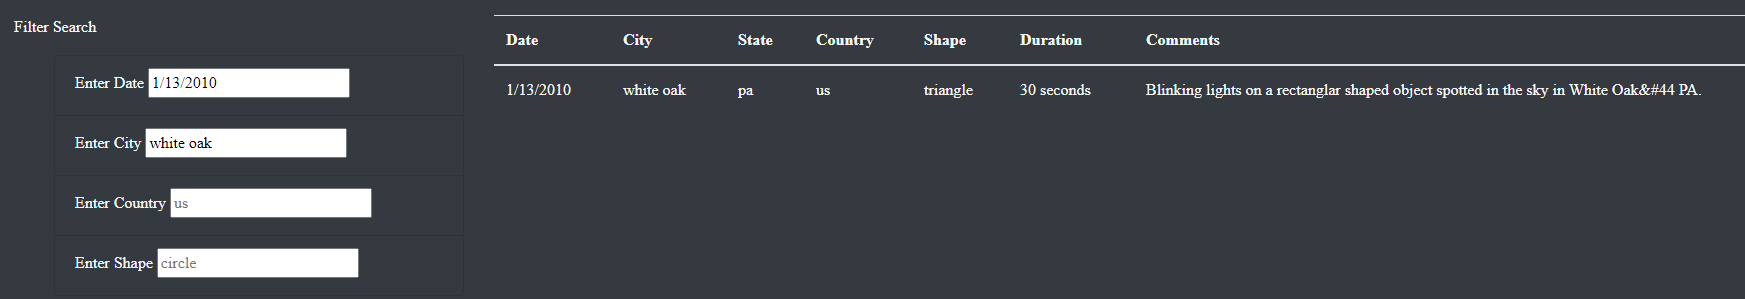 Filter Search
Enter Date 1/13/2010
Enter City white oak
Enter Country us
Enter Shape circle
Date City State Country Shape Duration Comments
1/13/2010 white oak pa us triangle 30 seconds Blinking lights on a rectanglar shaped object spotted in the sky in White Oak&#44 PA.